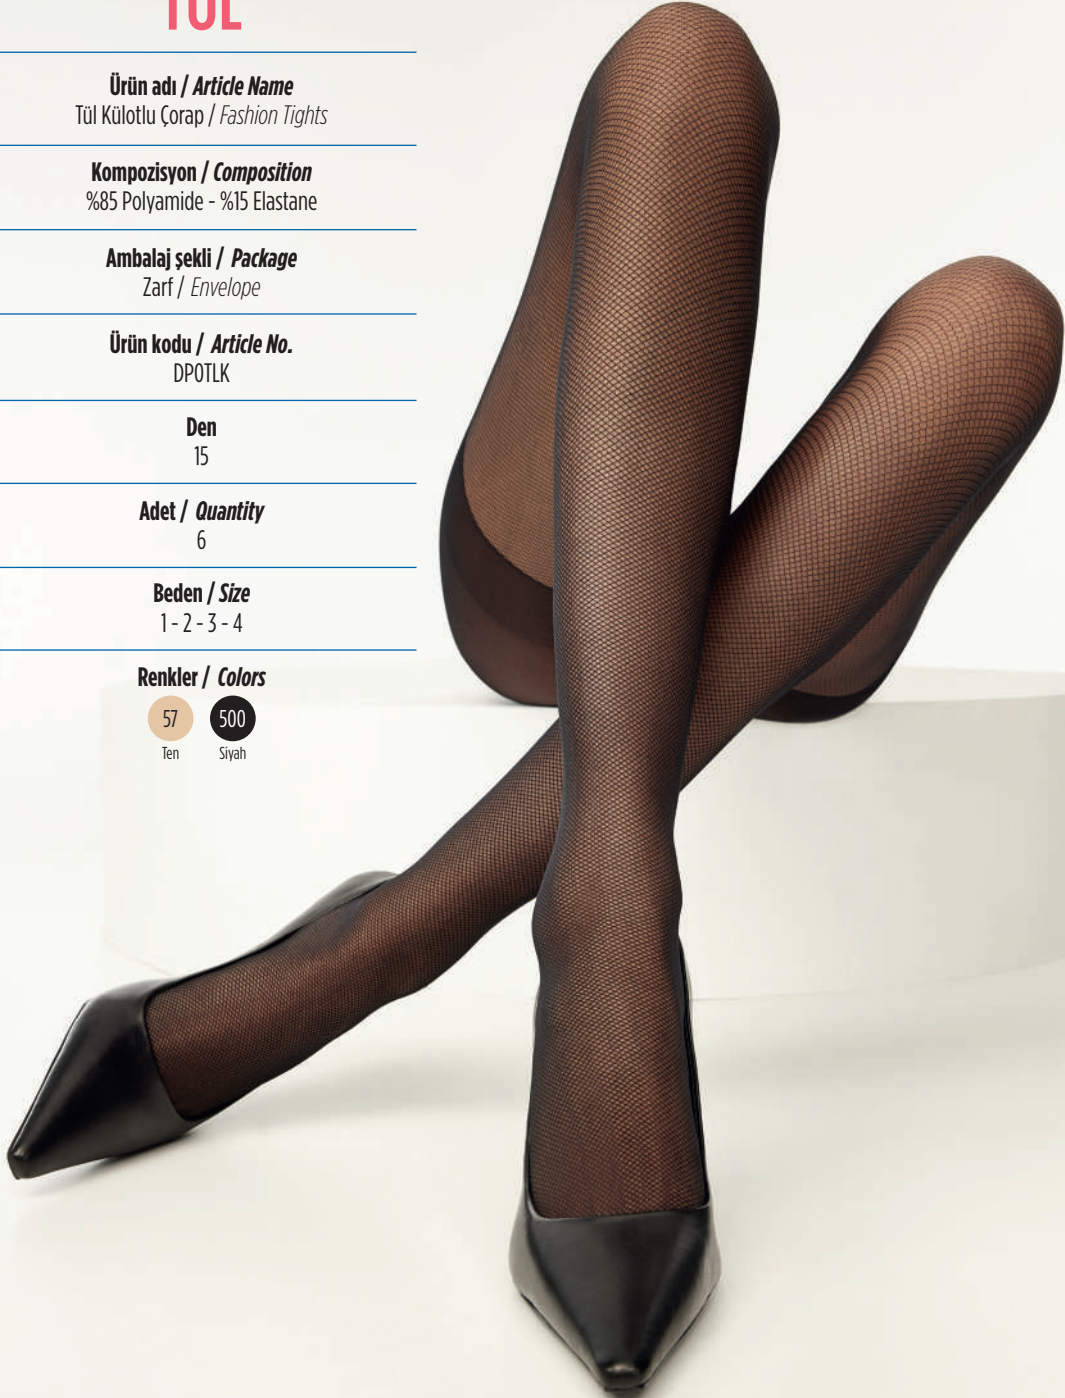 TÜL
Ürün adı / Article Name
Tül Külotlu Çorap / Fashion Tights
Kompozisyon / Composition
%85 Polyamide - %15 Elastane
Ambalaj şekli / Package
Zarf / Envelope
Ürün kodu / Article No.
DPOTLK
Den
15
Adet / Quantity
6
Beden / Size
1 - 2 - 3 - 4
Renkler / Colors
57 500
Ten Siyah